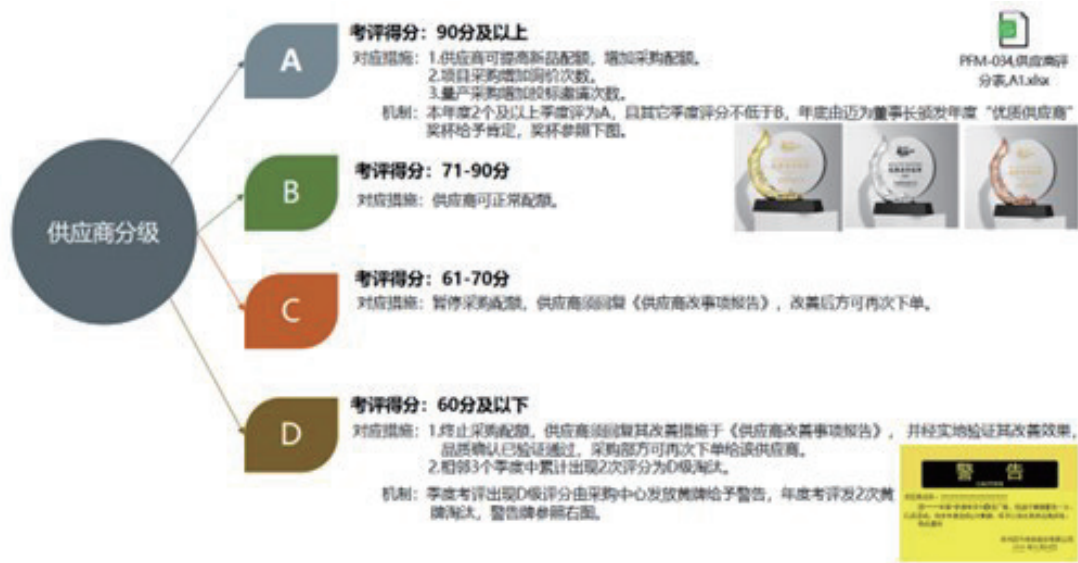 供应商分级
A
考评得分：90分及以上
对应措施：1.供应商可提高新品配额，增加采购配额。
2.项目采购增加询价次数。
3.量产采购增加投标邀请次数。
机制：本年度2个及以上季度评为A，且其它季度评分不低于B，年度由迈为董事长颁发年度“优质供应商”
奖杯给予肯定，奖杯参照下图。
PFM-034,供应商评
分表,A1.xlsx
B
考评得分：71-90分
对应措施：供应商可正常配额。
C
考评得分：61-70分
对应措施：暂停采购配额，供应商须回复《供应商改事项报告》，改善后方可再次下单。
D
考评得分：60分及以下
对应措施：1.终止采购配额，供应商须回复其改善措施于《供应商改善事项报告》，并经实地验证其改善效果，
品质确认已验证通过，采购部方可再次下单给该供应商。
2.相邻3个季度中累计出现2次评分为D级淘汰。
机制：季度考评出现D级评分由采购中心发放黄牌给予警告，年度考评发2次黄
牌淘汰，警告牌参照右图。
警 告
CAUTION